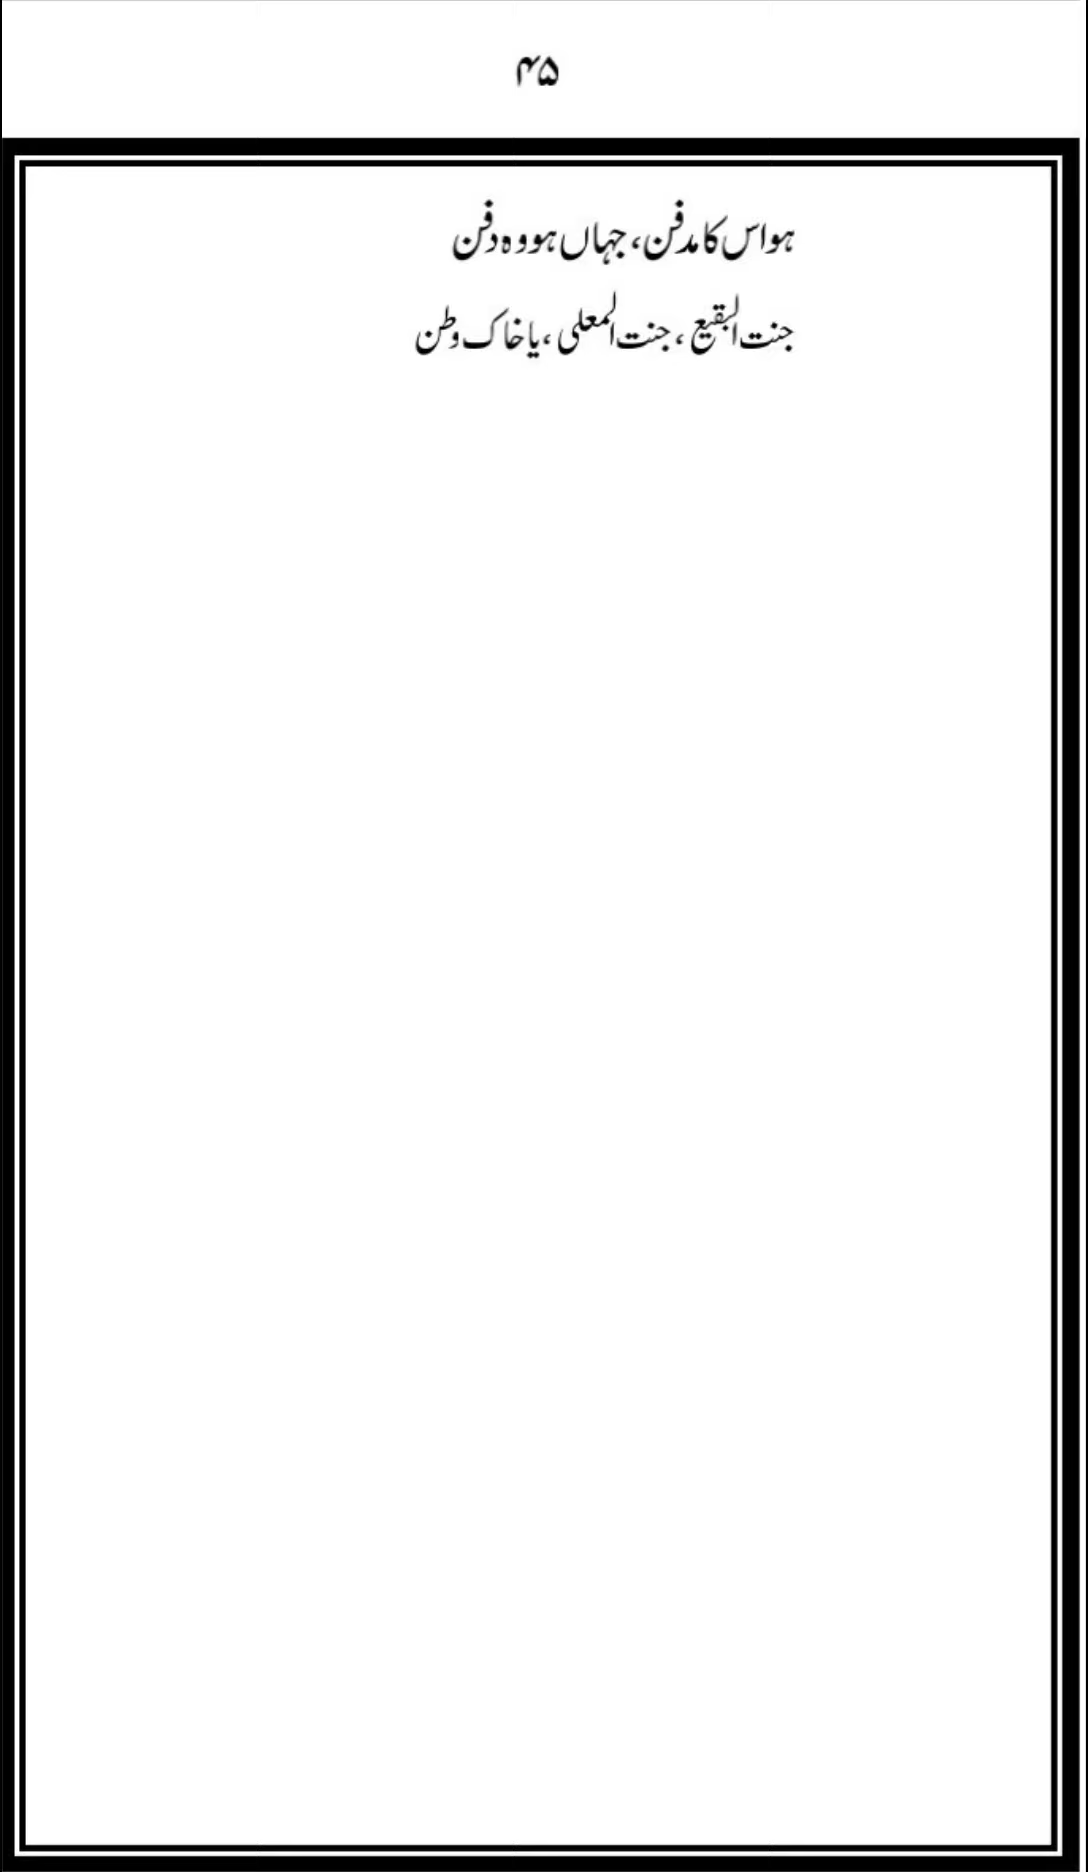 ۴۵
ہو اس کا مدفن، جہاں ہو وہ دفن
جنت البقیع، جنت المعلی، یا خاک وطن